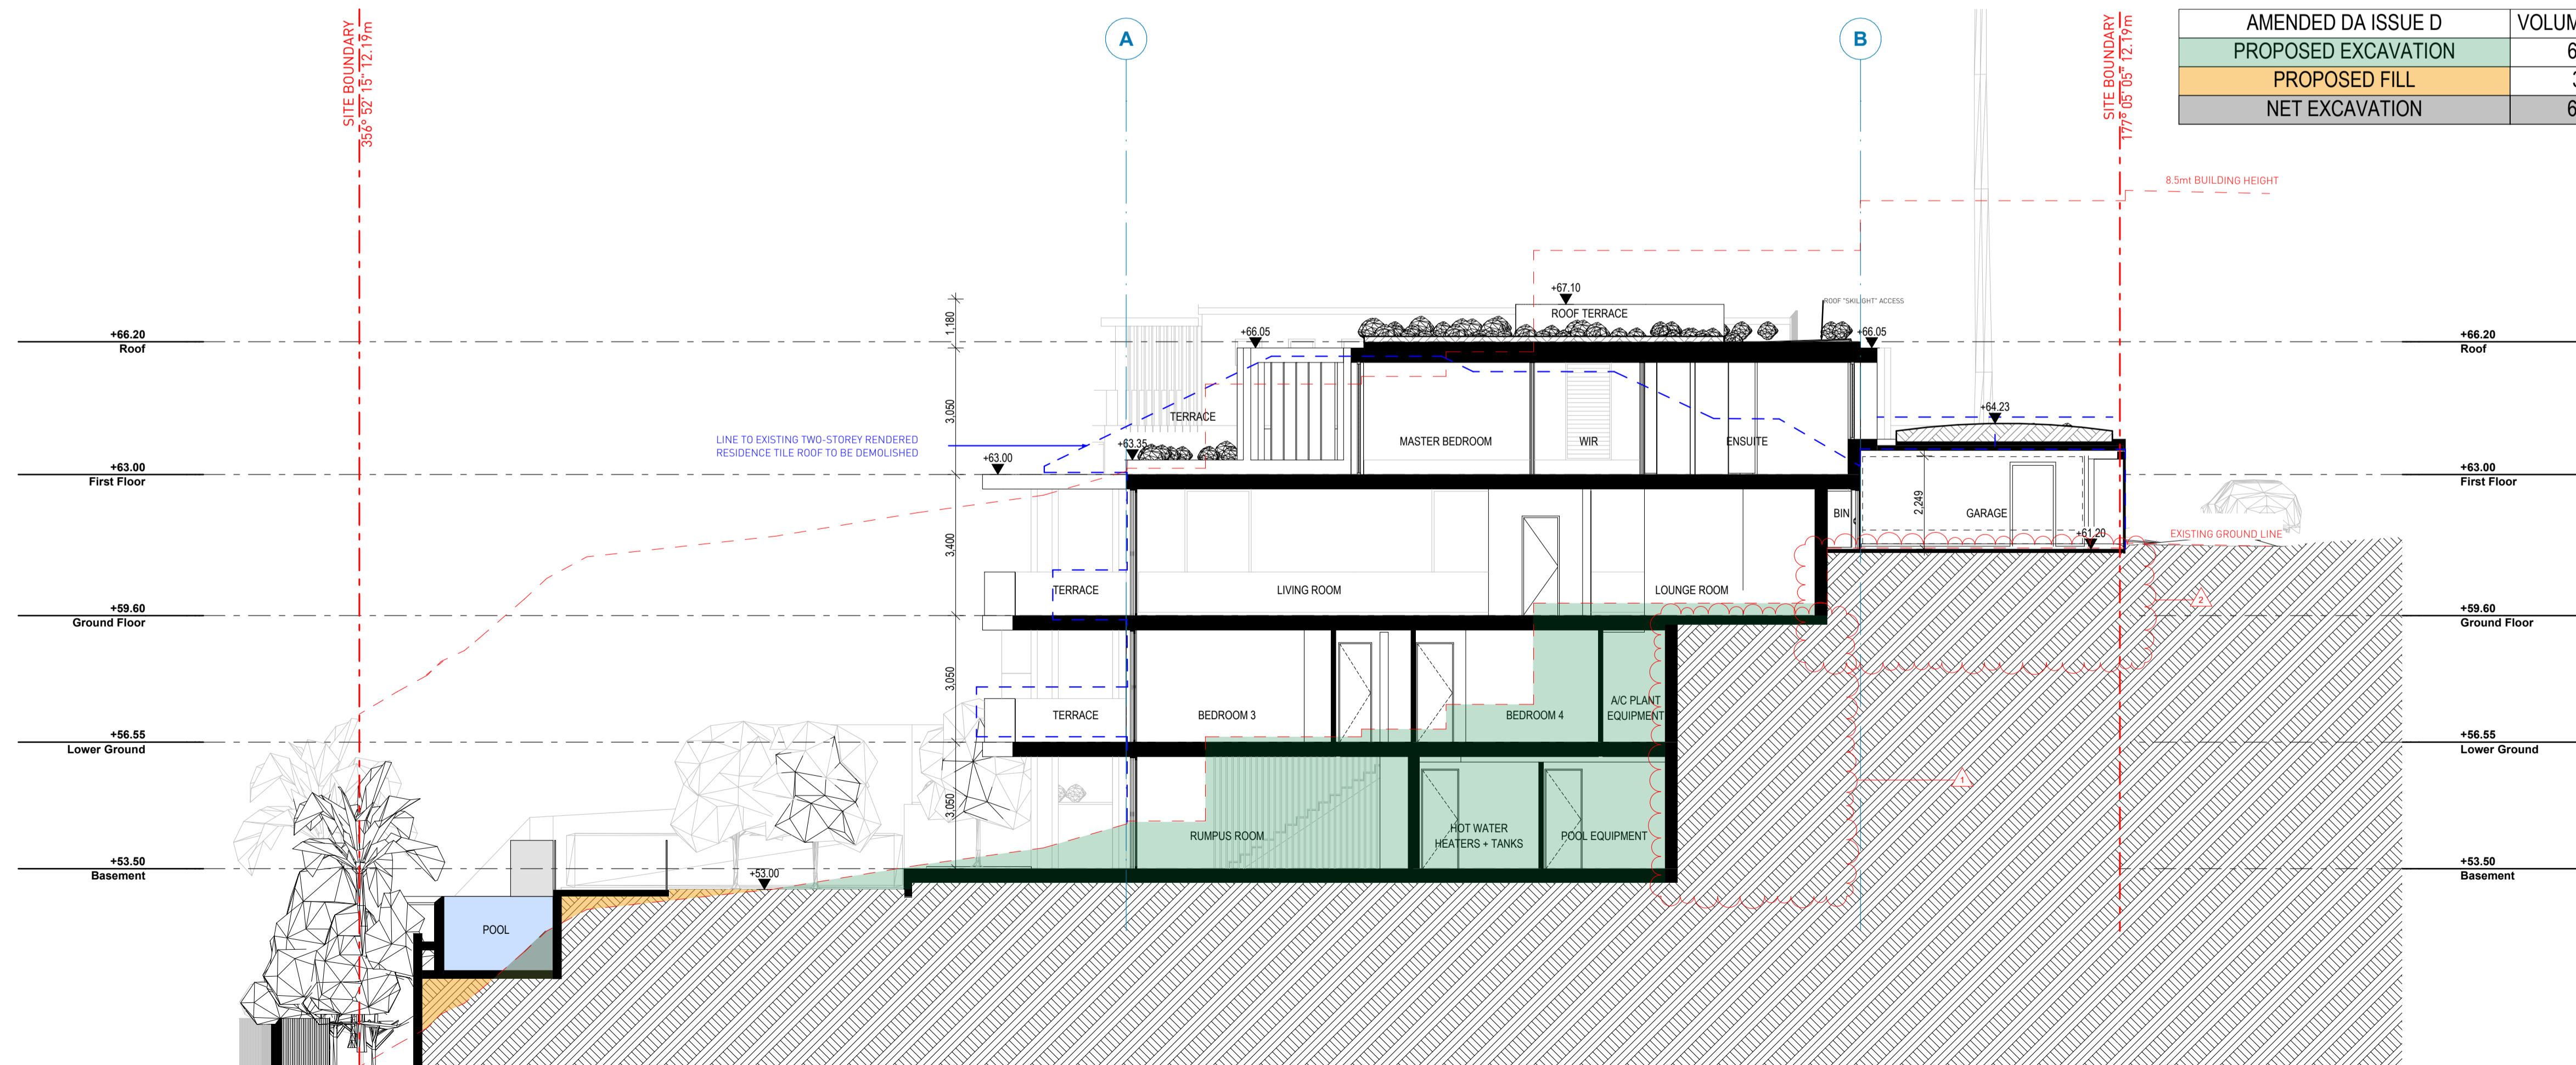 SITE BOUNDARY
356° 52' 15" 12.19m
A
B
SITE BOUNDARY
177° 05' 05" 12.19m
AMENDED DA ISSUE D
VOLUM
PROPOSED EXCAVATION
6
PROPOSED FILL
3
NET EXCAVATION
6
8.5mt BUILDING HEIGHT
+67.10
ROOF TERRACE
ROOF "SKILIGHT" ACCESS
1,180
+66.05
+66.05
+66.20
Roof
+66.20
Roof
3,050
TERRACE
+64.23
LINE TO EXISTING TWO-STOREY RENDERED
RESIDENCE TILE ROOF TO BE DEMOLISHED
+63.35
MASTER BEDROOM
WIR
ENSUITE
+63.00
+63.00
First Floor
+63.00
First Floor
2,249
BIN
GARAGE
+61.20
EXISTING GROUND LINE
3,400
TERRACE
LIVING ROOM
LOUNGE ROOM
2
+59.60
Ground Floor
+59.60
Ground Floor
3,050
TERRACE
BEDROOM 3
BEDROOM 4
A/C PLANT
EQUIPMENT
+56.55
Lower Ground
+56.55
Lower Ground
1
3,050
RUMPUS ROOM
HOT WATER
HEATERS + TANKS
POOL EQUIPMENT
+53.50
Basement
+53.00
+53.50
Basement
POOL